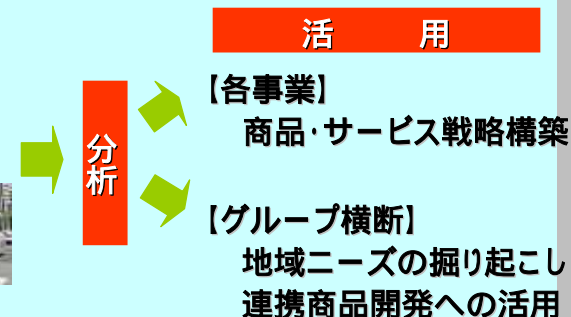 活　用
分析
【各事業】
商品・サービス戦略構築
【グループ横断】
地域ニーズの掘り起こし
連携商品開発への活用